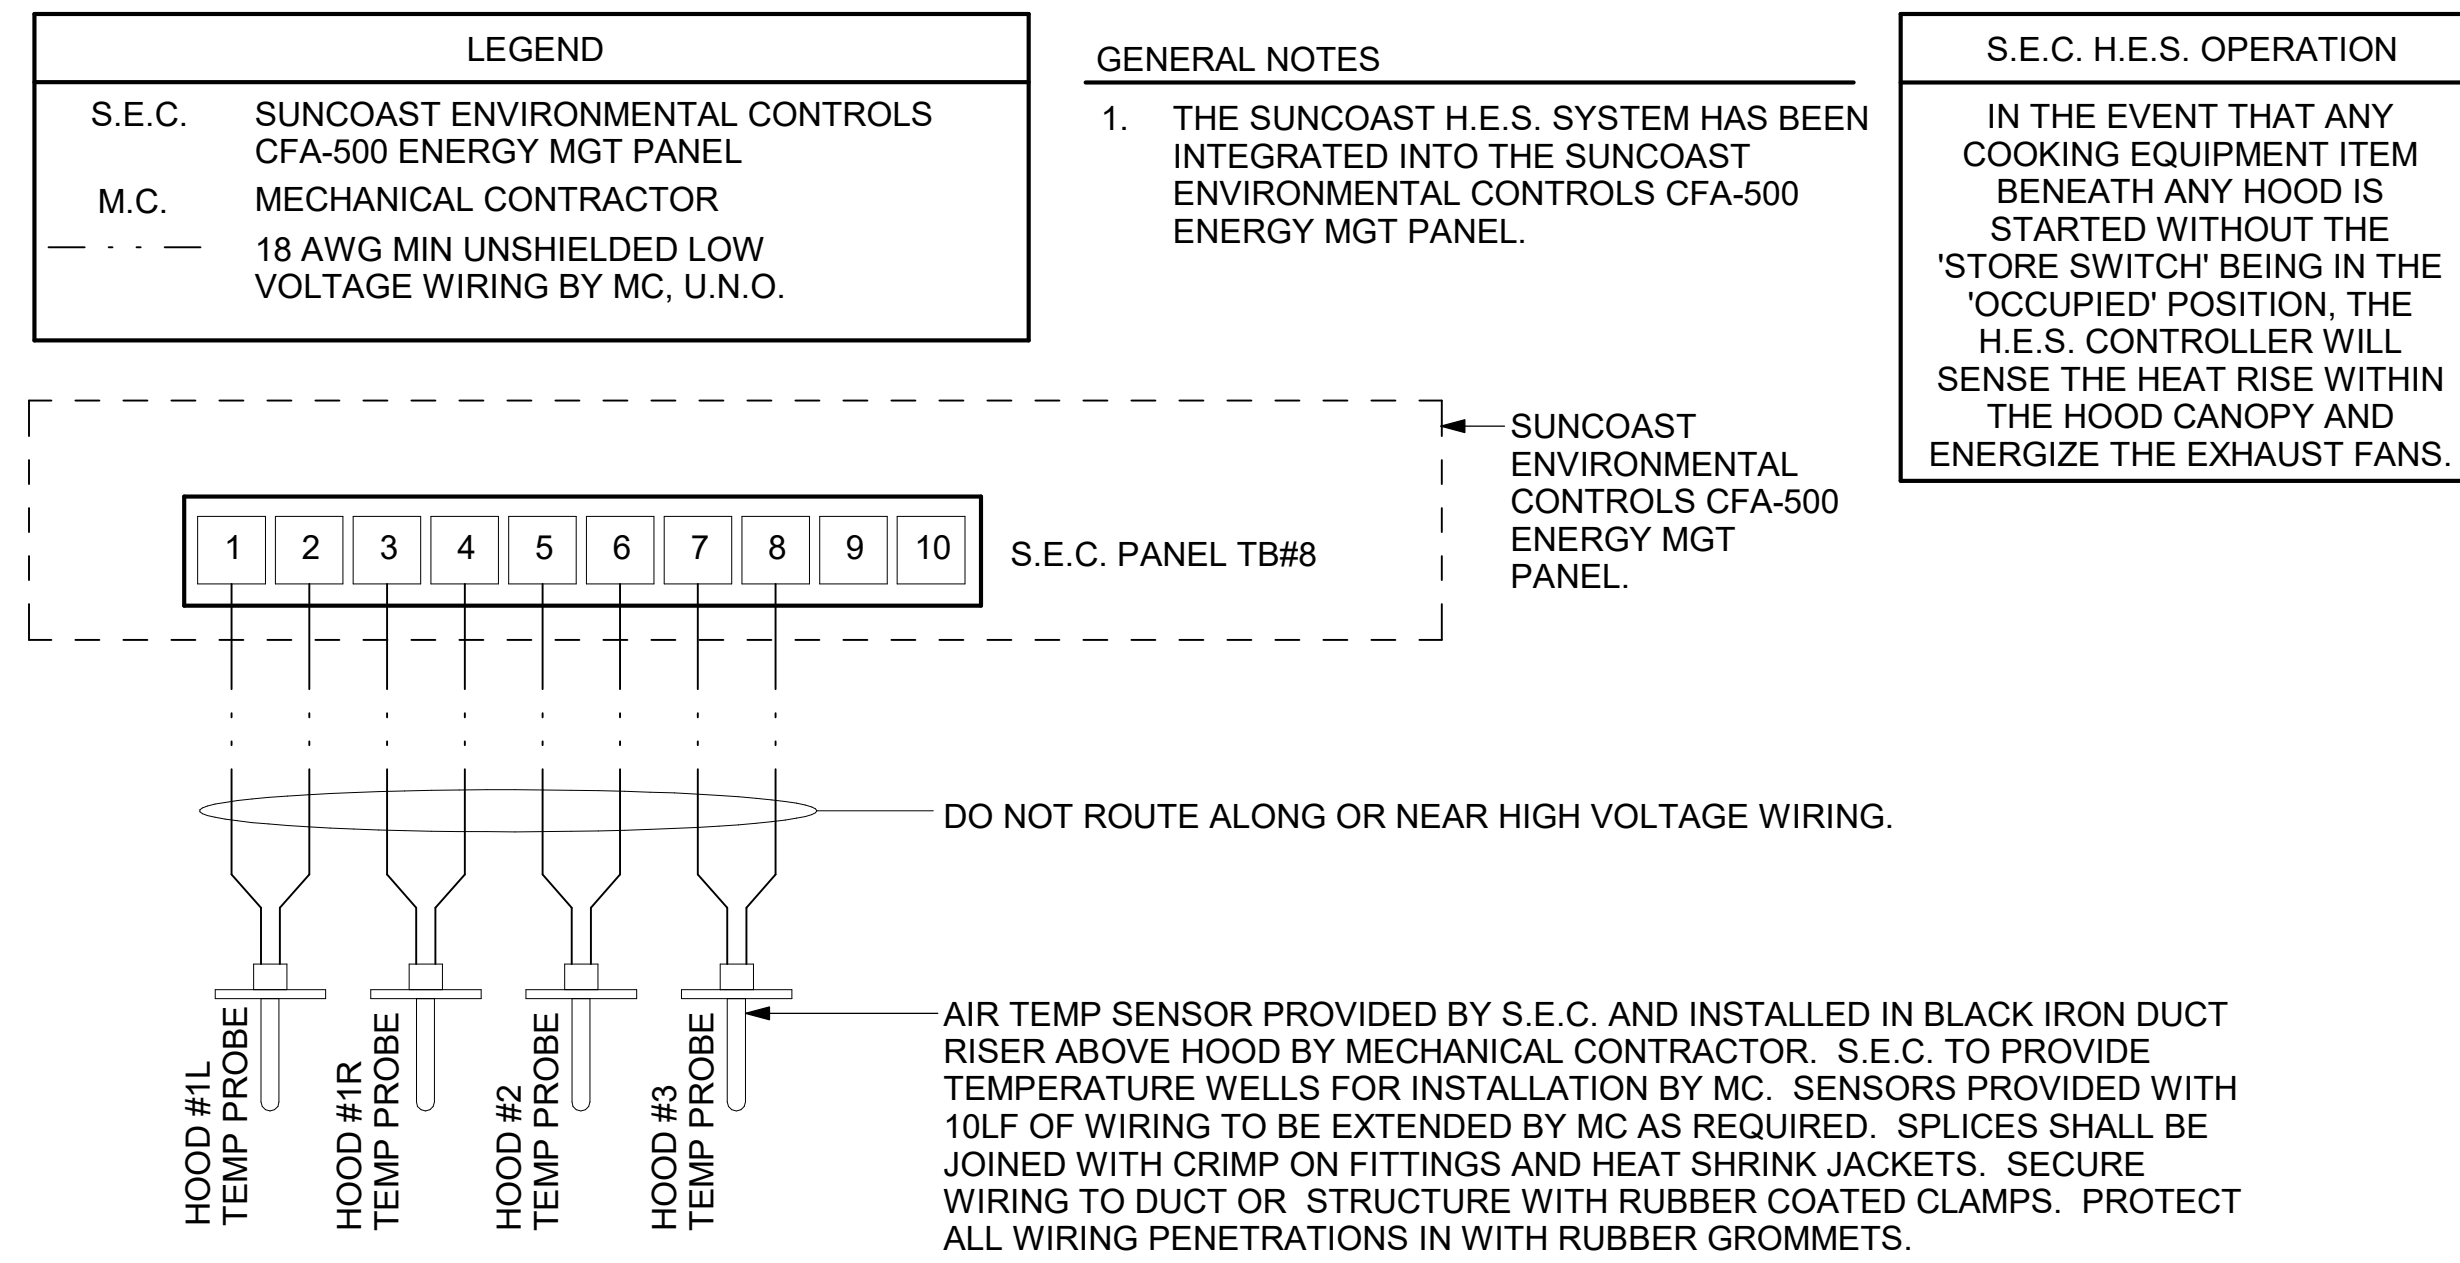 LEGEND
S.E.C. SUNCOAST ENVIRONMENTAL CONTROLS
CFA-500 ENERGY MGT PANEL
M.C. MECHANICAL CONTRACTOR
18 AWG MIN UNSHIELDED LOW
VOLTAGE WIRING BY MC, U.N.O.
GENERAL NOTES
1. THE SUNCOAST H.E.S. SYSTEM HAS BEEN
INTEGRATED INTO THE SUNCOAST
ENVIRONMENTAL CONTROLS CFA-500
ENERGY MGT PANEL.
S.E.C. H.E.S. OPERATION
IN THE EVENT THAT ANY
COOKING EQUIPMENT ITEM
BENEATH ANY HOOD IS
STARTED WITHOUT THE
'STORE SWITCH' BEING IN THE
'OCCUPIED' POSITION, THE
H.E.S. CONTROLLER WILL
SENSE THE HEAT RISE WITHIN
THE HOOD CANOPY AND
ENERGIZE THE EXHAUST FANS.
SUNCOAST
ENVIRONMENTAL
CONTROLS CFA-500
ENERGY MGT
PANEL.
1 2 3 4 5 6 7 8 9 10
S.E.C. PANEL TB#8
DO NOT ROUTE ALONG OR NEAR HIGH VOLTAGE WIRING.
HOOD #1L
TEMP PROBE
HOOD #1R
TEMP PROBE
HOOD #2
TEMP PROBE
HOOD #3
TEMP PROBE
AIR TEMP SENSOR PROVIDED BY S.E.C. AND INSTALLED IN BLACK IRON DUCT
RISER ABOVE HOOD BY MECHANICAL CONTRACTOR. S.E.C. TO PROVIDE
TEMPERATURE WELLS FOR INSTALLATION BY MC. SENSORS PROVIDED WITH
10LF OF WIRING TO BE EXTENDED BY MC AS REQUIRED. SPLICES SHALL BE
JOINED WITH CRIMP ON FITTINGS AND HEAT SHRINK JACKETS. SECURE
WIRING TO DUCT OR STRUCTURE WITH RUBBER COATED CLAMPS. PROTECT
ALL WIRING PENETRATIONS IN WITH RUBBER GROMMETS.